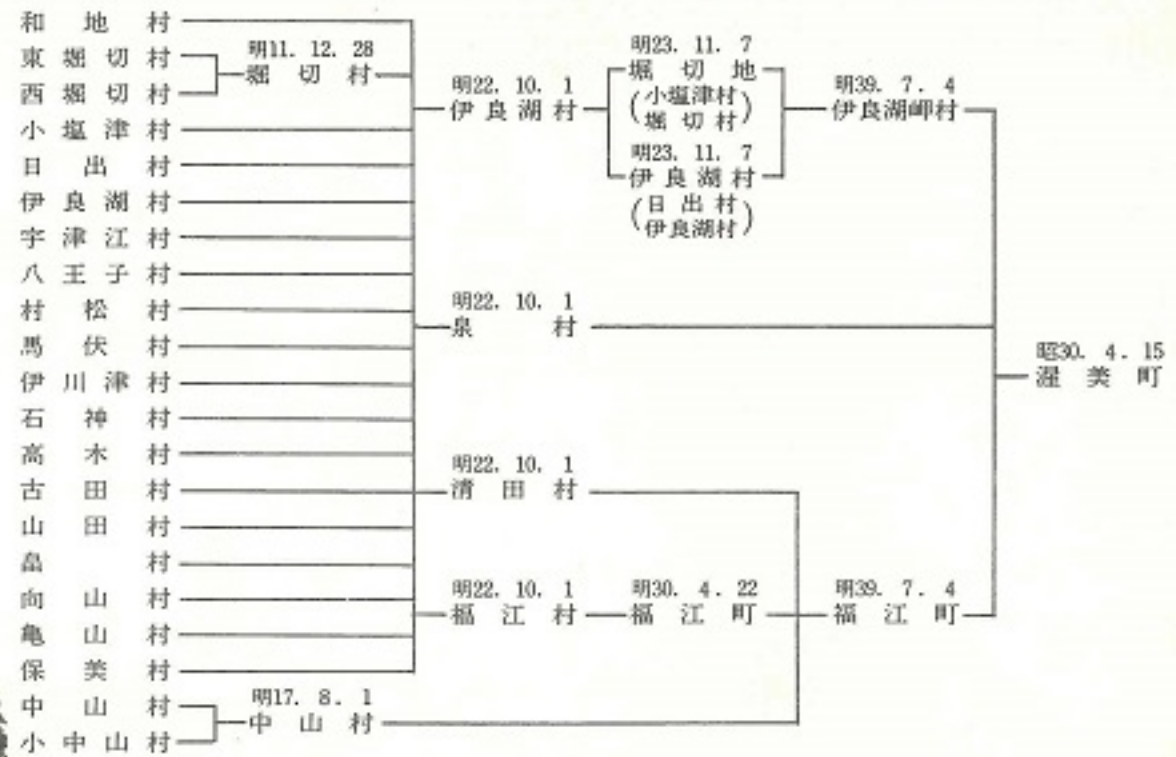 和地村
東堀切村
西堀切村
明11. 12. 28
堀切村
小塩津村
日出村
伊良湖村
宇津江村
八王子村
村松村
馬伏村
伊川津村
石神村
高木村
古田村
山田村
畠村
向山村
亀山村
保美村
中山村
小中山村
明17. 8. 1
中山村
明22. 10. 1
伊良湖村
明22. 10. 1
泉村
明22. 10. 1
清田村
明22. 10. 1
福江村
明23. 11. 7
堀切地
(小塩津村
堀切村)
明23. 11. 7
伊良湖村
(日出村
伊良湖村)
明30. 4. 22
福江町
明39. 7. 4
伊良湖岬村
明39. 7. 4
福江町
昭30. 4. 15
渥美町